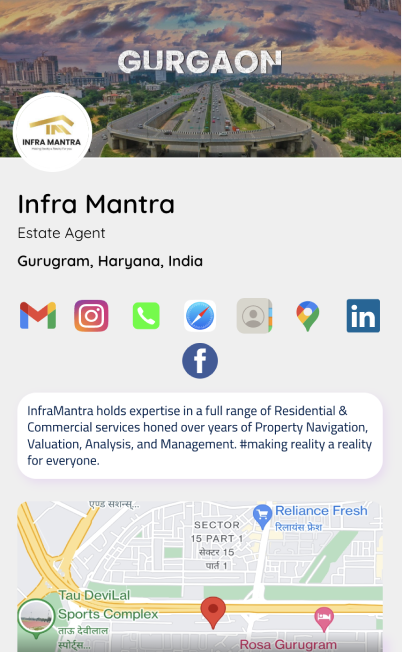 GURGAON
INFRA MANTRA
Infra Mantra
Estate Agent
Gurugram, Haryana, India
InfraMantra holds expertise in a full range of Residential &
Commercial services honed over years of Property Navigation,
Valuation, Analysis, and Management. #making reality a reality
for everyone.
एण्ड संशन्स्...
Reliance Fresh
रिलायंस फ्रेश
SECTOR
15 PART 1
सेक्टर 15
पार्त 1
Tau DeviLal
Sports Complex
ताऊ देवीलाल
स्पोर्ट्स...
Rosa Gurugram